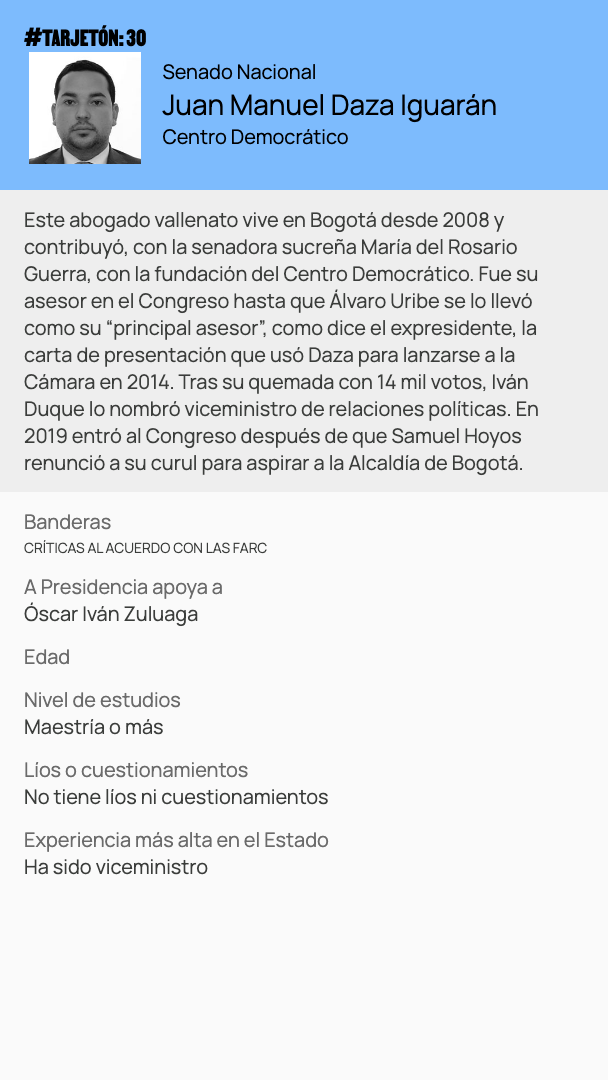 #TARJETÓN: 30
Senado Nacional
Juan Manuel Daza Iguarán
Centro Democrático
Este abogado vallenato vive en Bogotá desde 2008 y
contribuyó, con la senadora sucreña María del Rosario
Guerra, con la fundación del Centro Democrático. Fue su
asesor en el Congreso hasta que Álvaro Uribe se lo llevó
como su “principal asesor”, como dice el expresidente, la
carta de presentación que usó Daza para lanzarse a la
Cámara en 2014. Tras su quemada con 14 mil votos, Iván
Duque lo nombró viceministro de relaciones políticas. En
2019 entró al Congreso después de que Samuel Hoyos
renunció a su curul para aspirar a la Alcaldía de Bogotá.
Banderas
CRÍTICAS AL ACUERDO CON LAS FARC
A Presidencia apoya a
Óscar Iván Zuluaga
Edad
Nivel de estudios
Maestría o más
Líos o cuestionamientos
No tiene líos ni cuestionamientos
Experiencia más alta en el Estado
Ha sido viceministro